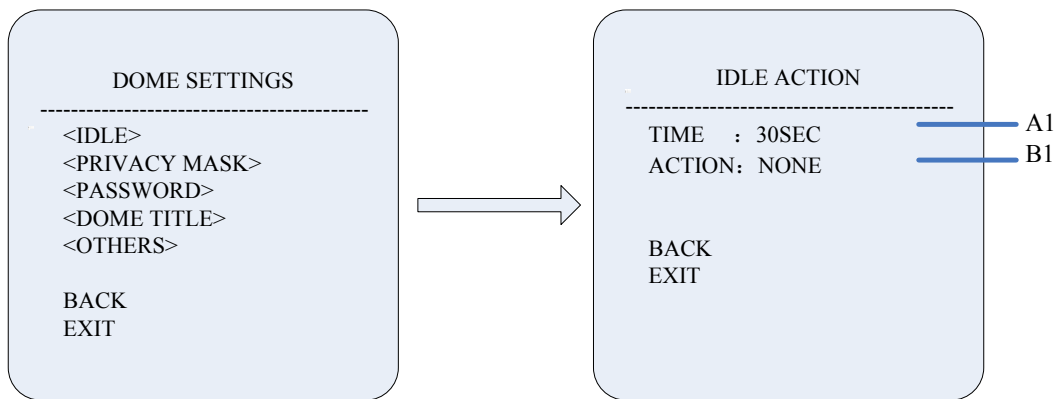 DOME SETTINGS
------------------------------------------
<IDLE>
<PRIVACY MASK>
<PASSWORD>
<DOME TITLE>
<OTHERS>
BACK
EXIT
IDLE ACTION
------------------------------------------
TIME : 30SEC
ACTION: NONE
BACK
EXIT
A1
B1